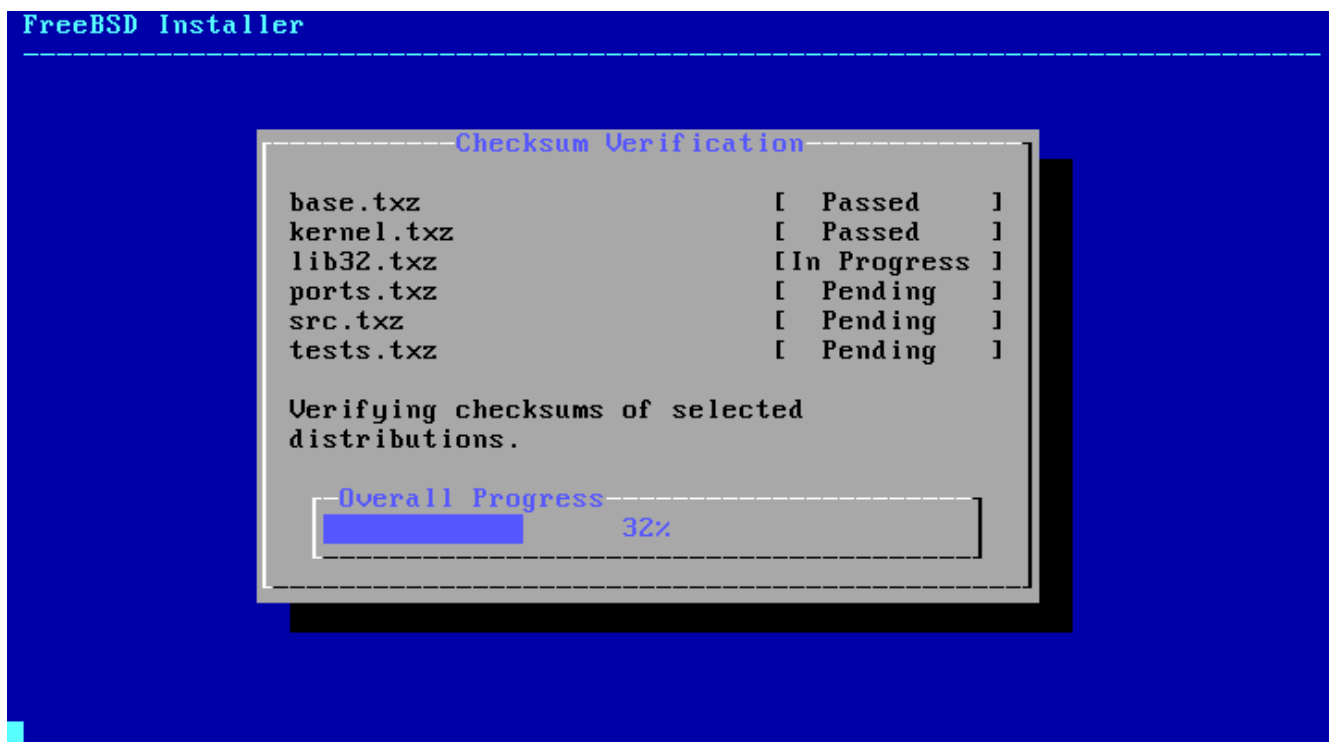 FreeBSD Installer
Checksum Verification
base.txz [ Passed ]
kernel.txz [ Passed ]
lib32.txz [In Progress ]
ports.txz [ Pending ]
src.txz [ Pending ]
tests.txz [ Pending ]
Verifying checksums of selected
distributions.
Overall Progress
32%